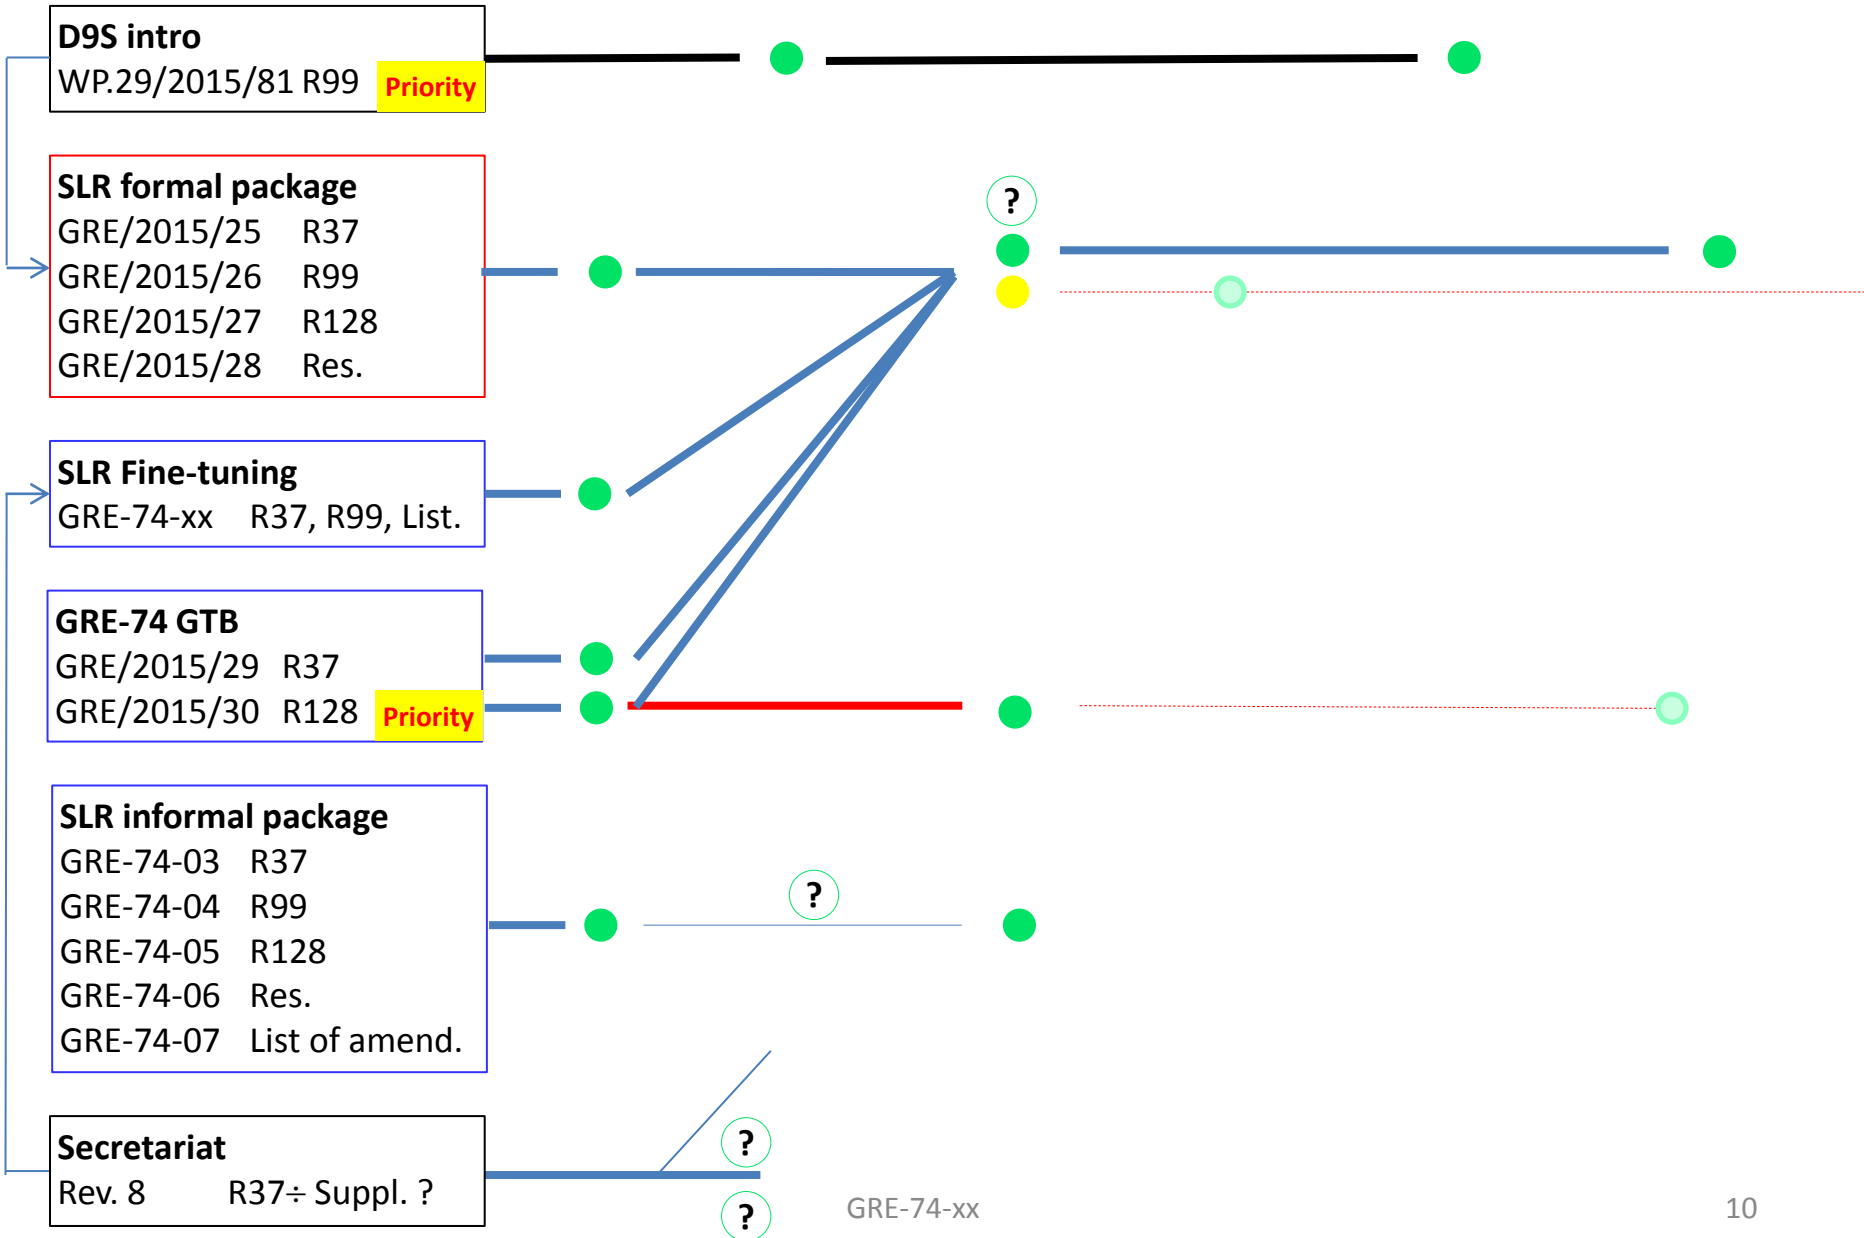 D9S intro
WP.29/2015/81 R99 Priority
SLR formal package
GRE/2015/25 R37
GRE/2015/26 R99
GRE/2015/27 R128
GRE/2015/28 Res.
?
SLR Fine-tuning
GRE-74-xx R37, R99, List.
GRE-74 GTB
GRE/2015/29 R37
GRE/2015/30 R128 Priority
SLR informal package
GRE-74-03 R37
GRE-74-04 R99
GRE-74-05 R128
GRE-74-06 Res.
GRE-74-07 List of amend.
?
Secretariat
Rev. 8 R37÷ Suppl. ?
?
?
GRE-74-xx
10